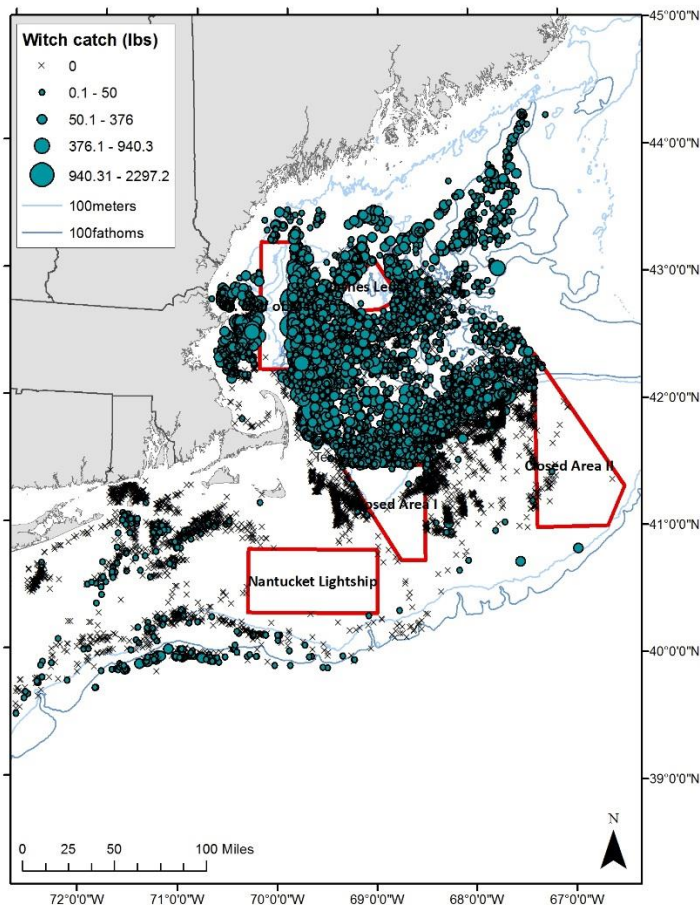 Witch catch (lbs)
0
0.1 - 50
50.1 - 376
376.1 - 940.3
940.31 - 2297.2
100meters
100fathoms
45°0'0"N
44°0'0"N
43°0'0"N
42°0'0"N
41°0'0"N
40°0'0"N
39°0'0"N
Closed Area II
osed Area I
Nantucket Lightship
N
0 25 50 100 Miles
72°0'0"W 71°0'0"W 70°0'0"W 69°0'0"W 68°0'0"W 67°0'0"W